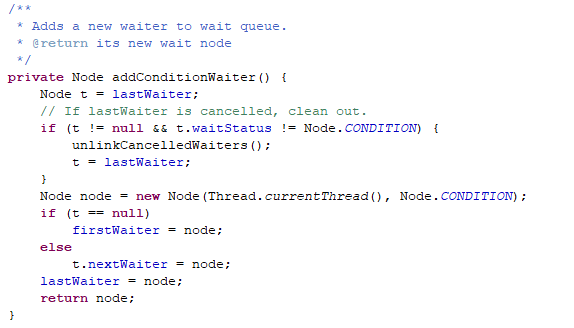 /**
 * Adds a new waiter to wait queue.
 * @return its new wait node
 */
private Node addConditionWaiter() {
    Node t = lastWaiter;
    // If lastWaiter is cancelled, clean out.
    if (t != null && t.waitStatus != Node.CONDITION) {
        unlinkCancelledWaiters();
        t = lastWaiter;
    }
    Node node = new Node(Thread.currentThread(), Node.CONDITION);
    if (t == null)
        firstWaiter = node;
    else
        t.nextWaiter = node;
    lastWaiter = node;
    return node;
}